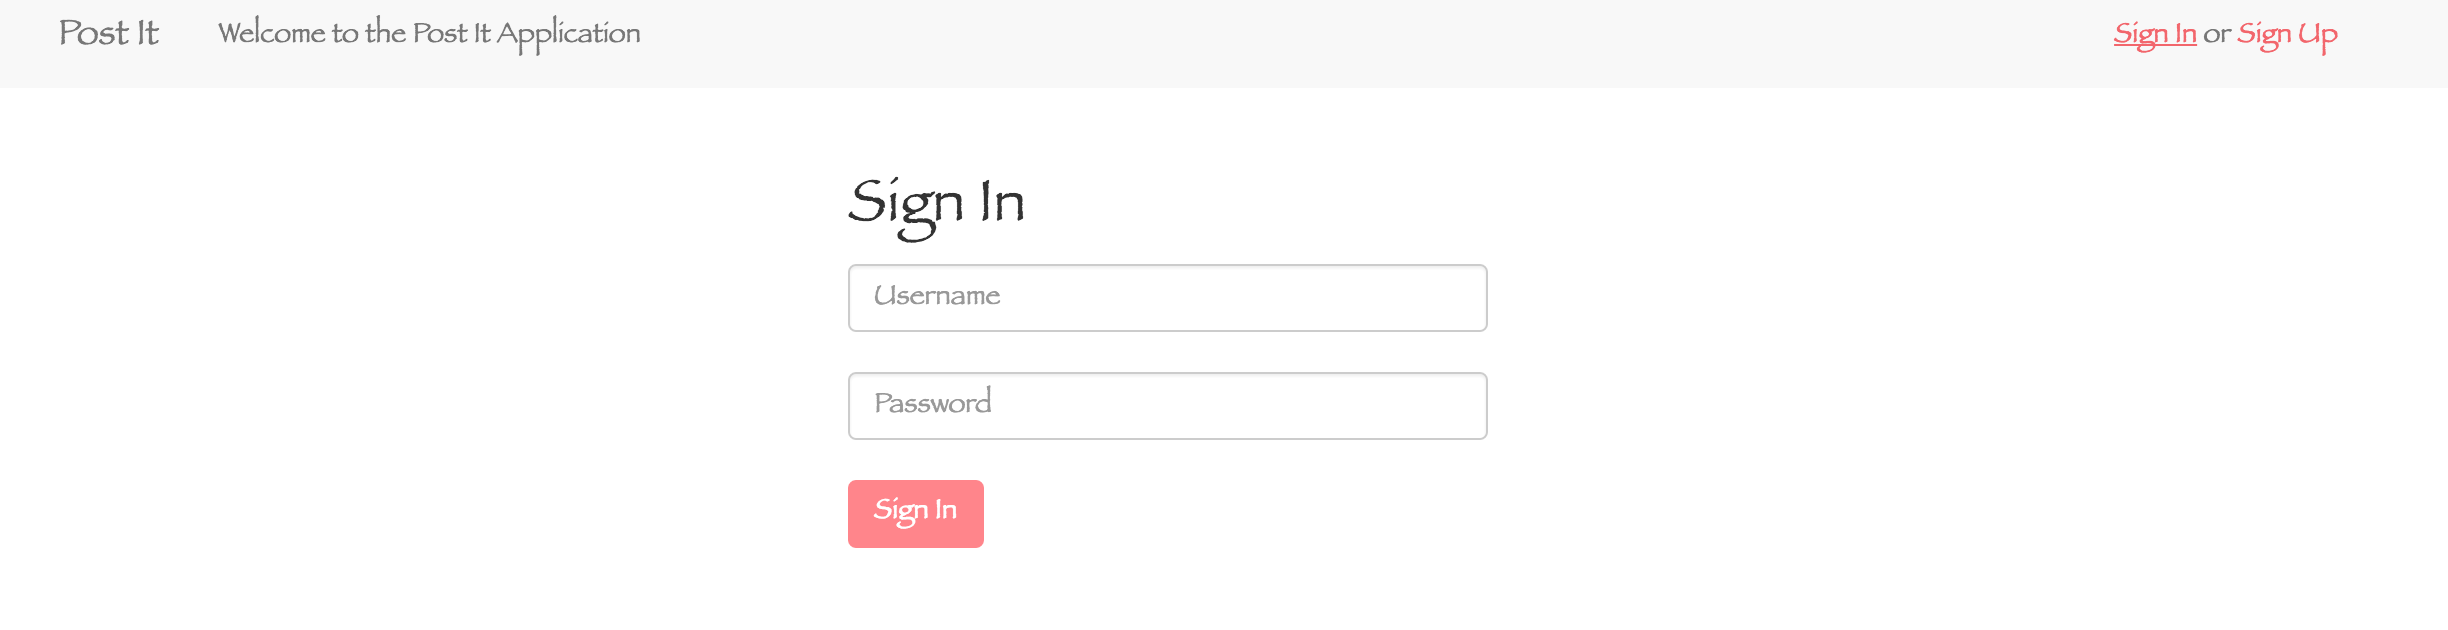 Post It Welcome to the Post It Application Sign In or Sign Up
Sign In
Username
Password
Sign In